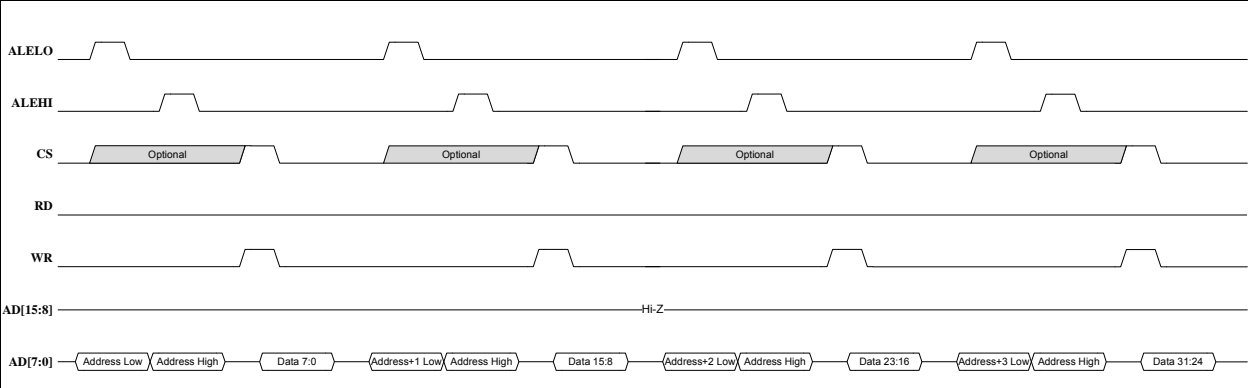 ALELO
ALEHI
CS Optional Optional Optional Optional
RD
WR
AD[15:8] Hi-Z
AD[7:0] Address Low Address High Data 7:0 Address+1 Low Address High Data 15:8 Address+2 Low Address High Data 23:16 Address+3 Low Address High Data 31:24